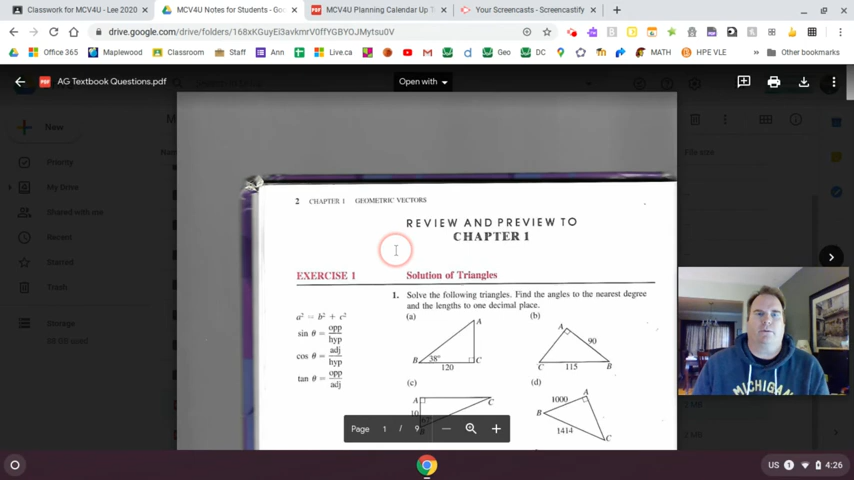 Classwork for MCV4U - Lee 2020
MCV4U Notes for Students - Go
MCV4U Planning Calendar Up T
Your Screencasts - Screencastify
drive.google.com/drive/folders/
Office 365
Maplewood
Classroom
Staff
Ann
Live.ca
Geo
DC
MATH
HPE VLE
Other bookmarks
AG Textbook Questions.pdf
Open with
New
File size
Priority
My Drive
Shared with me
Recent
Starred
Trash
Storage
2 CHAPTER 1 GEOMETRIC VECTORS
REVIEW AND PREVIEW TO
CHAPTER 1
EXERCISE 1 Solution of Triangles
1. Solve the following triangles. Find the angles to the nearest degree
and the lengths to one decimal place.
a² = b² + c²
sin θ = opp
hyp
cos θ = adj
hyp
tan θ = opp
adj
(a)
A
B 38° C
120
(b)
A
90
C 115 B
(c)
A C
10
B
(d)
A
1000
B
1414
C
Page 1 / 9
MICHIGAN
US 1 4:26